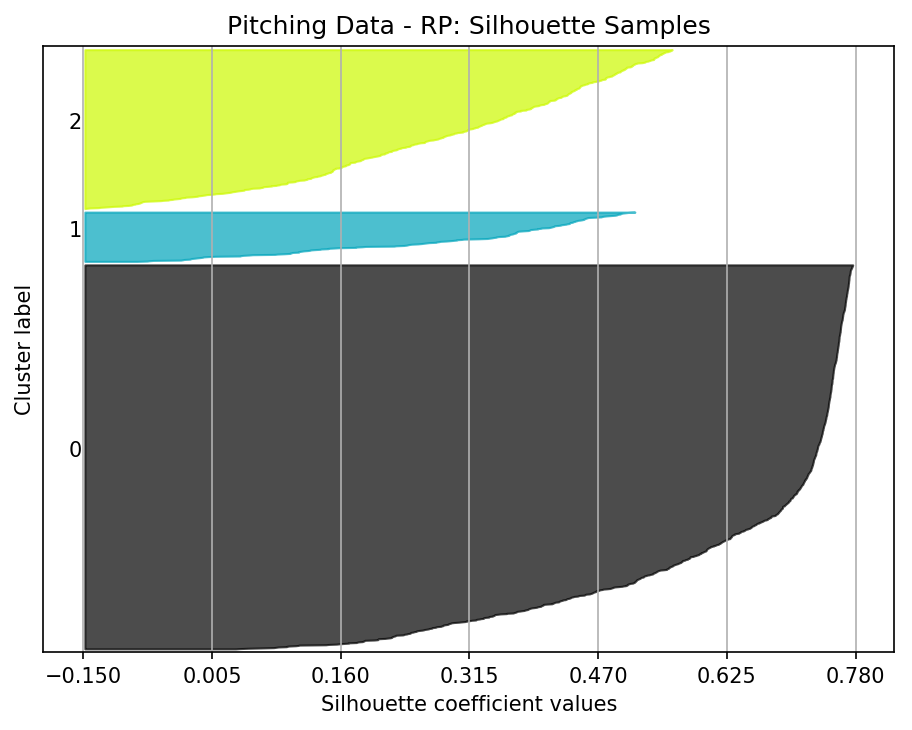 Pitching Data - RP: Silhouette Samples
2
1
0
Cluster label
−0.150 0.005 0.160 0.315 0.470 0.625 0.780
Silhouette coefficient values